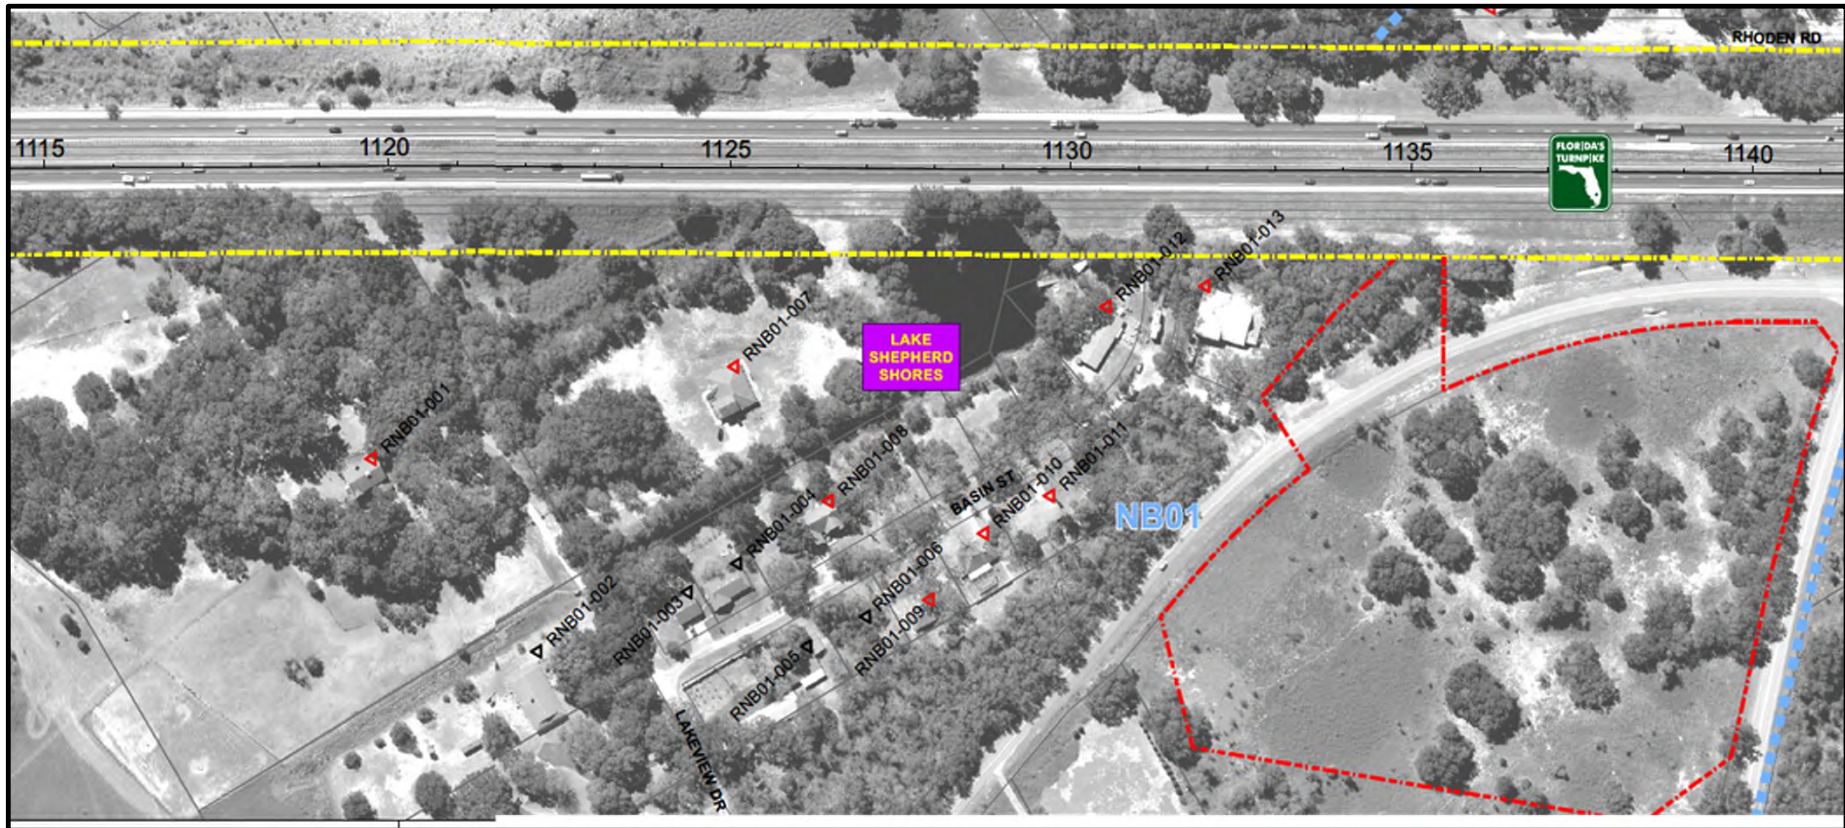 RHODEN RD
1115
1120
1125
1130
1135
1140
FLORIDA'S
TURNPIKE
RNB01-012
RNB01-013
RNB01-007
LAKE
SHEPHERD
SHORES
RNB01-001
RNB01-008
RNB01-011
RNB01-010
BASIN ST
RNB01-004
NB01
RNB01-006
RNB01-002
RNB01-003
RNB01-009
RNB01-005
LAKEVIEW DR